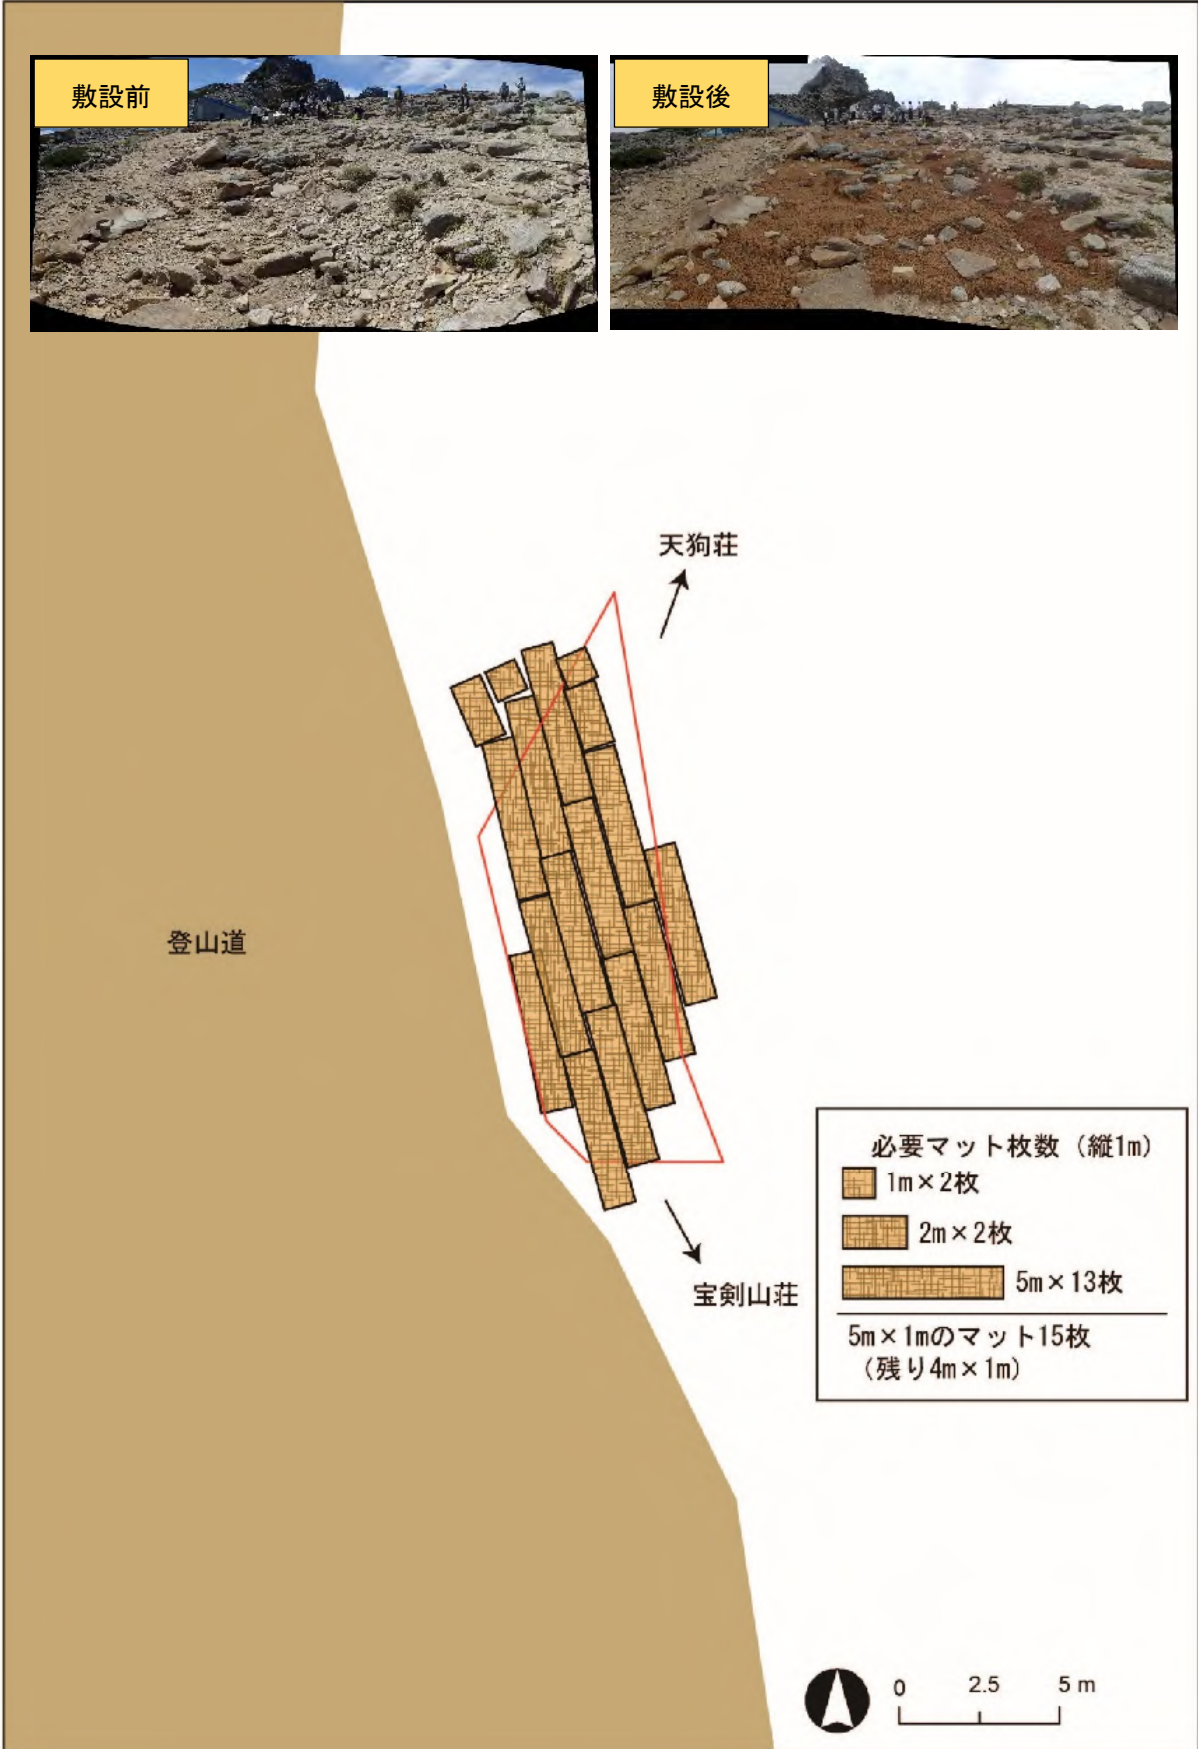 敷設前
敷設後
天狗荘
登山道
宝剣山荘
必要マット枚数（縦1m）
1m×2枚
2m×2枚
5m×13枚
5m×1mのマット15枚
（残り4m×1m）
0 2.5 5 m